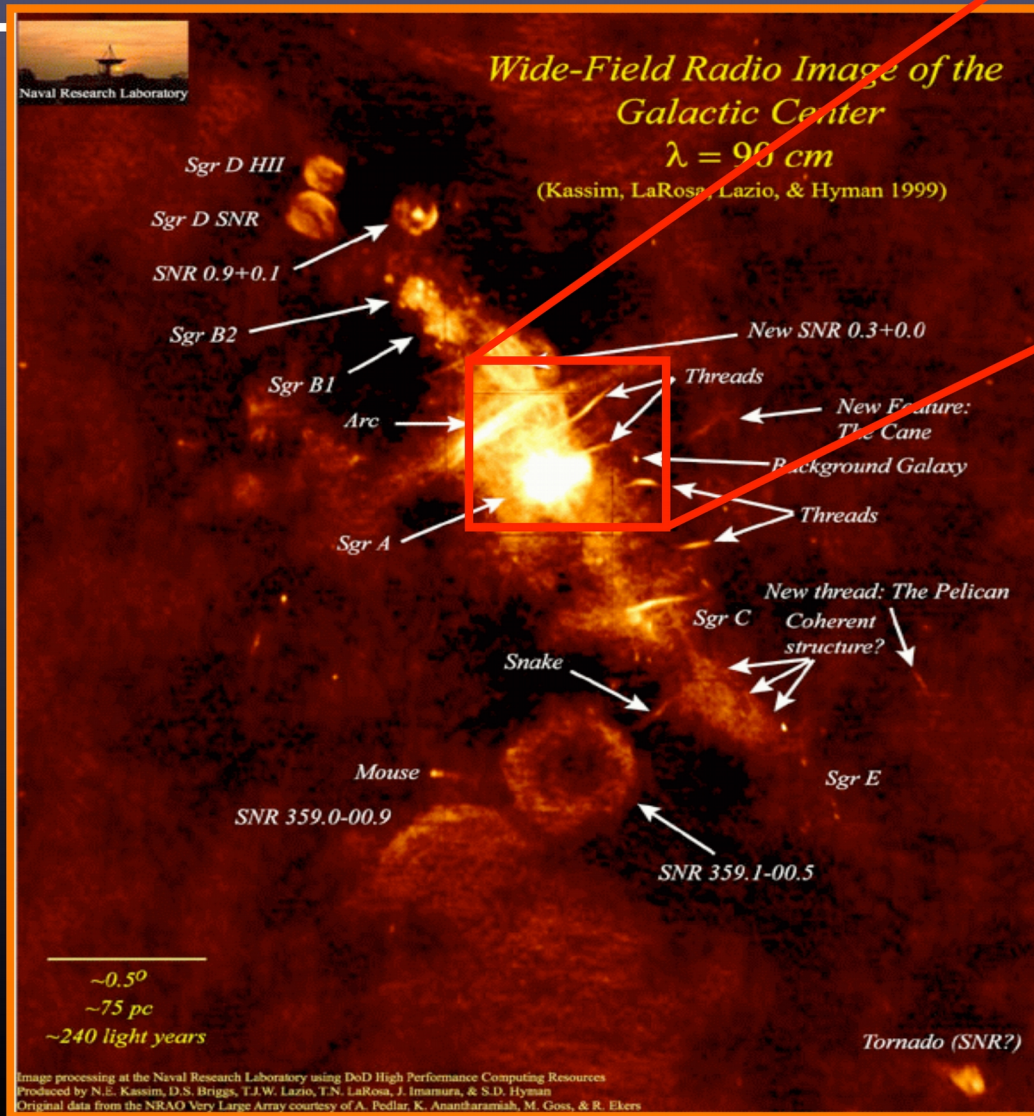 Naval Research Laboratory
Wide-Field Radio Image of the
Galactic Center
λ = 90 cm
(Kassim, LaRosa, Lazio, & Hyman 1999)
Sgr D HII
Sgr D SNR
SNR 0.9+0.1
Sgr B2
Sgr B1
New SNR 0.3+0.0
Threads
Arc
New Feature:
The Cane
Background Galaxy
Threads
Sgr A
New thread: The Pelican
Sgr C
Coherent
structure?
Snake
Mouse
Sgr E
SNR 359.0-00.9
SNR 359.1-00.5
~0.5°
~75 pc
~240 light years
Tornado (SNR?)
Image processing at the Naval Research Laboratory using DoD High Performance Computing Resources
Produced by N.E. Kassim, D.S. Briggs, T.J.W. Lazio, T.N. LaRosa, J. Imamura, & S.D. Hyman
Original data from the NRAO Very Large Array courtesy of A. Pedlar, K. Anantharamiah, M. Goss, & R. Ekers